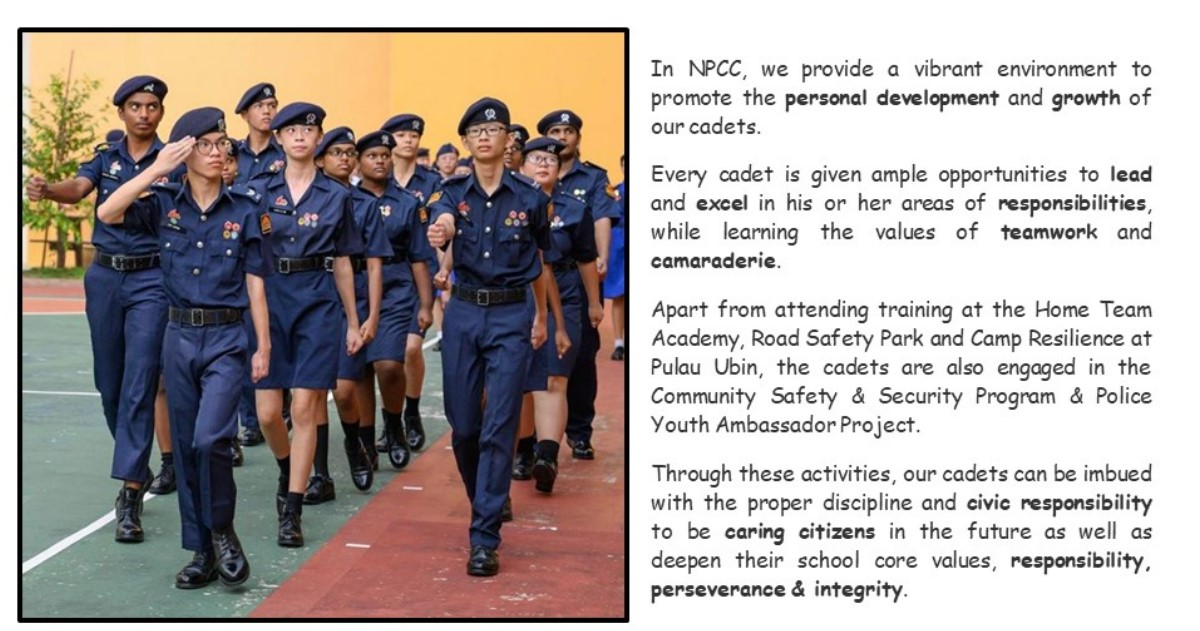 In NPCC, we provide a vibrant environment to
promote the personal development and growth of
our cadets.
Every cadet is given ample opportunities to lead
and excel in his or her areas of responsibilities,
while learning the values of teamwork and
camaraderie.
Apart from attending training at the Home Team
Academy, Road Safety Park and Camp Resilience at
Pulau Ubin, the cadets are also engaged in the
Community Safety & Security Program & Police
Youth Ambassador Project.
Through these activities, our cadets can be imbued
with the proper discipline and civic responsibility
to be caring citizens in the future as well as
deepen their school core values, responsibility,
perseverance & integrity.